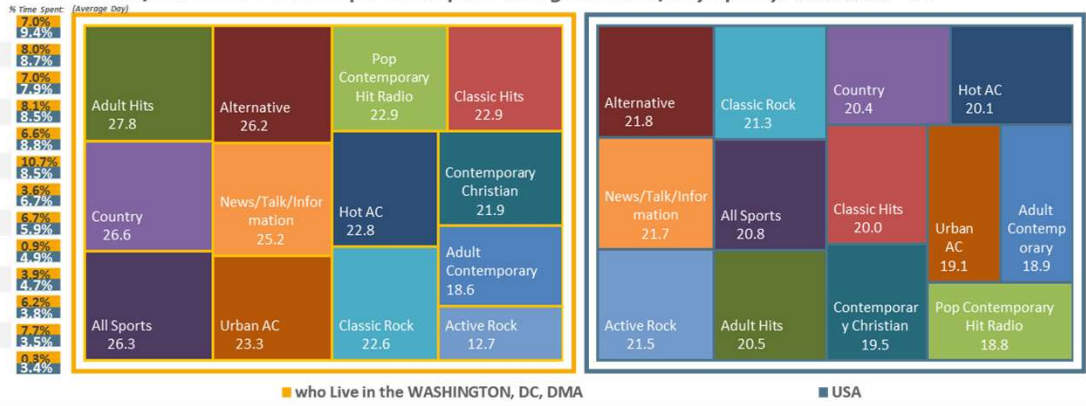 % Time Spent: (Average Day)
7.0%
9.4%
8.0%
8.7%
7.0%
7.9%
8.1%
8.5%
6.6%
8.8%
10.7%
8.5%
3.6%
6.7%
6.7%
5.9%
0.9%
4.9%
3.9%
4.7%
6.2%
3.8%
7.7%
3.5%
0.3%
3.4%
Adult Hits
27.8
Alternative
26.2
Pop
Contemporary
Hit Radio
22.9
Classic Hits
22.9
Country
26.6
News/Talk/Infor
mation
25.2
Hot AC
22.8
Contemporary
Christian
21.9
Adult
Contemporary
18.6
All Sports
26.3
Urban AC
23.3
Classic Rock
22.6
Active Rock
12.7
Alternative
21.8
Classic Rock
21.3
Country
20.4
Hot AC
20.1
News/Talk/Infor
mation
21.7
All Sports
20.8
Classic Hits
20.0
Urban
AC
19.1
Adult
Contemp
orary
18.9
Active Rock
21.5
Adult Hits
20.5
Contemporar
y Christian
19.5
Pop Contemporary
Hit Radio
18.8
who Live in the WASHINGTON, DC, DMA
USA